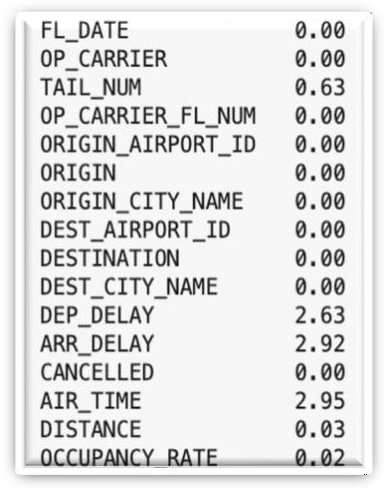 FL_DATE 0.00
OP_CARRIER 0.00
TAIL_NUM 0.63
OP_CARRIER_FL_NUM 0.00
ORIGIN_AIRPORT_ID 0.00
ORIGIN 0.00
ORIGIN_CITY_NAME 0.00
DEST_AIRPORT_ID 0.00
DESTINATION 0.00
DEST_CITY_NAME 0.00
DEP_DELAY 2.63
ARR_DELAY 2.92
CANCELLED 0.00
AIR_TIME 2.95
DISTANCE 0.03
OCCUPANCY_RATE 0.02